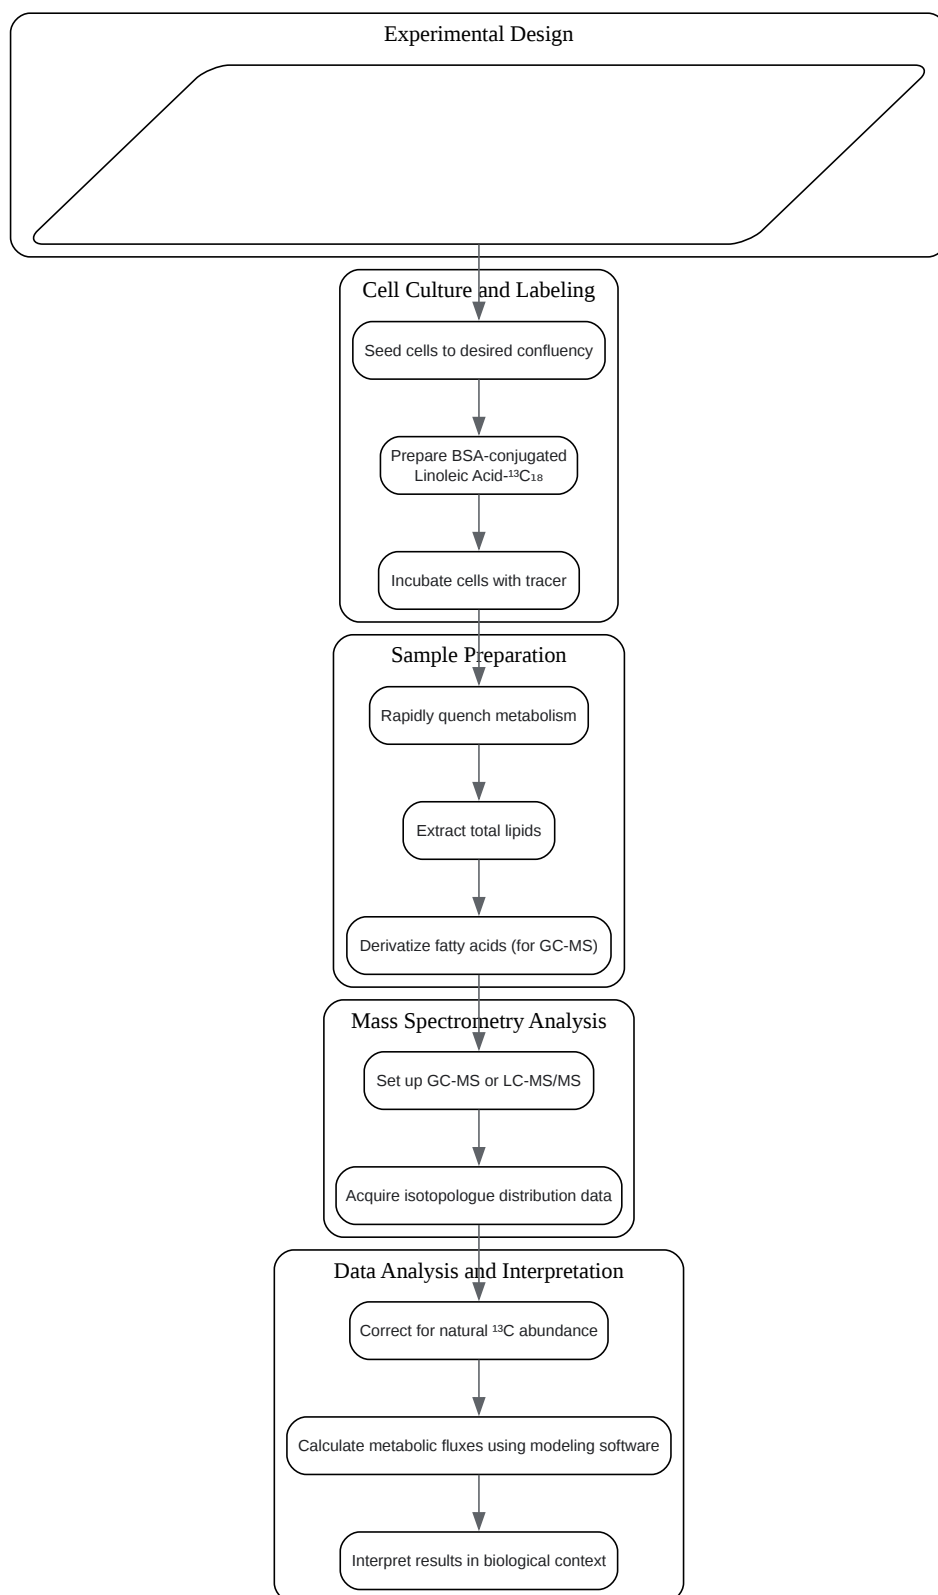 Experimental Design
Cell Culture and Labeling
Seed cells to desired confluency
Prepare BSA-conjugated
Linoleic Acid-¹³C₁₈
Incubate cells with tracer
Sample Preparation
Rapidly quench metabolism
Extract total lipids
Derivatize fatty acids (for GC-MS)
Mass Spectrometry Analysis
Set up GC-MS or LC-MS/MS
Acquire isotopologue distribution data
Data Analysis and Interpretation
Correct for natural ¹³C abundance
Calculate metabolic fluxes using modeling software
Interpret results in biological context